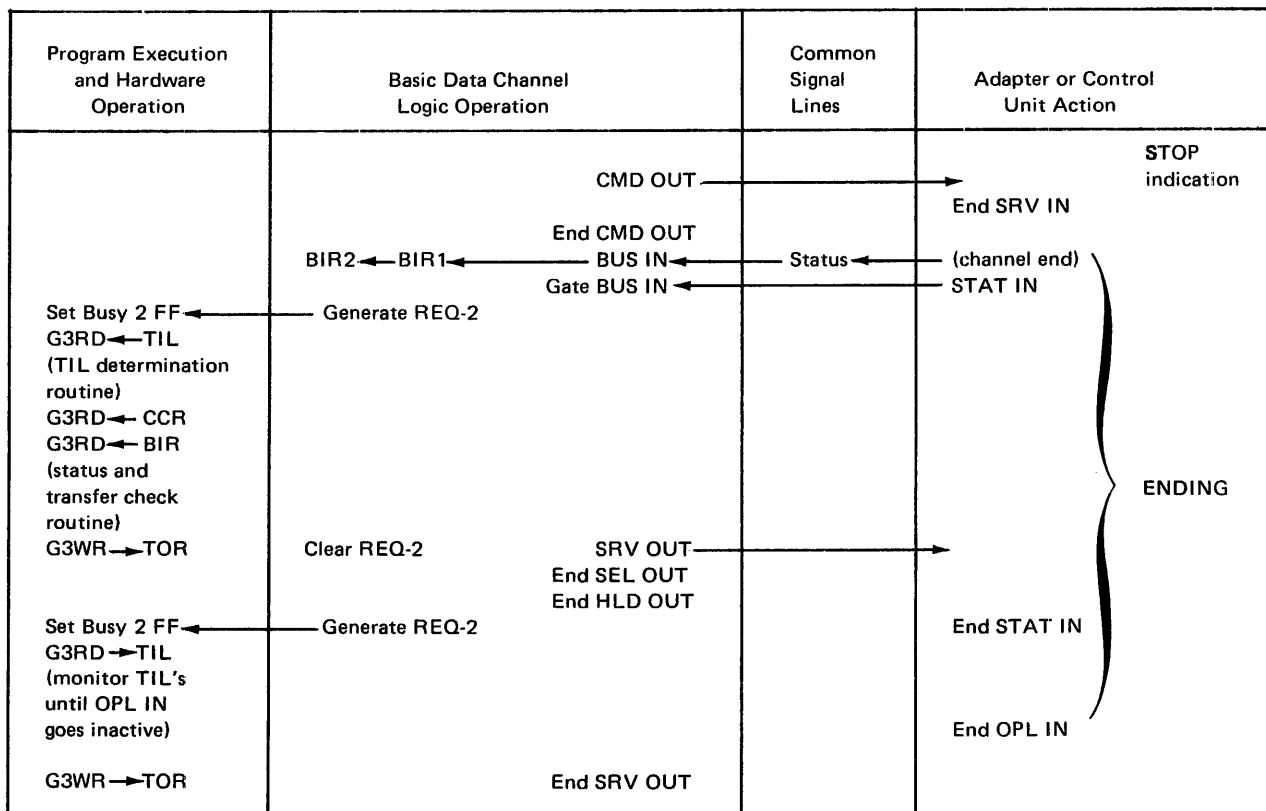 Program Execution
and Hardware
Operation
Basic Data Channel
Logic Operation
Common
Signal
Lines
Adapter or Control
Unit Action
STOP
indication
CMD OUT
End SRV IN
End CMD OUT
BIR2 ← BIR1 ← BUS IN ← Status ← (channel end)
Gate BUS IN ← STAT IN
Set Busy 2 FF ← Generate REQ-2
G3RD ← TIL
(TIL determination
routine)
G3RD ← CCR
G3RD ← BIR
(status and
transfer check
routine)
ENDING
G3WR → TOR Clear REQ-2 SRV OUT →
End SEL OUT
End HLD OUT
Set Busy 2 FF ← Generate REQ-2 End STAT IN
G3RD → TIL
(monitor TIL's
until OPL IN
goes inactive)
End OPL IN
G3WR → TOR End SRV OUT